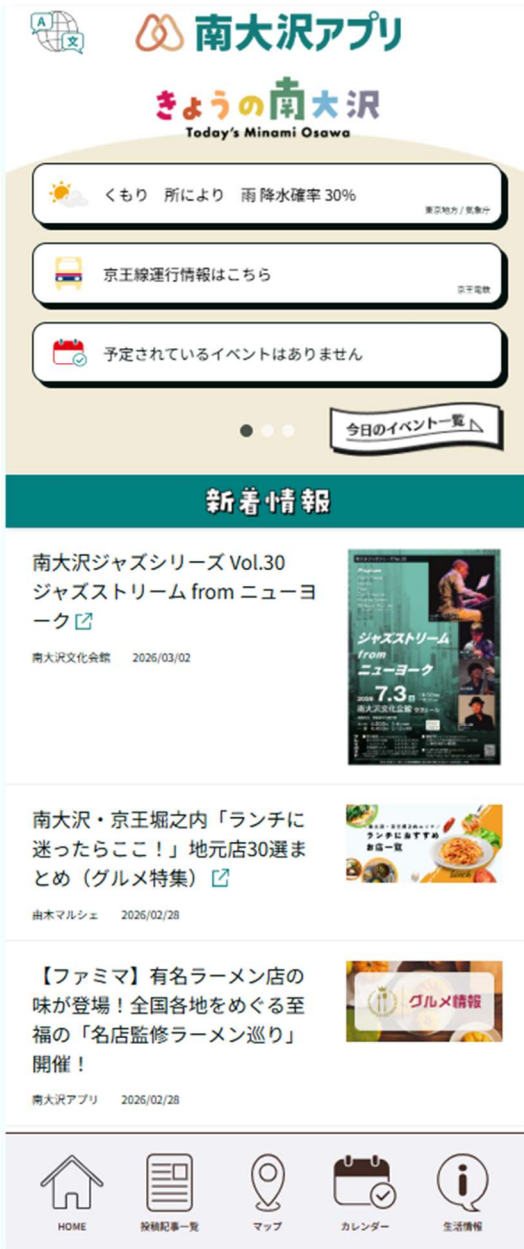 A
文
南大沢アプリ
きょうの南大沢
Today's Minami Osawa
くもり 所により 雨 降水確率 30%
東京地方 / 気象庁
京王線運行情報はこちら
京王電鉄
予定されているイベントはありません
今日のイベント一覧
新着情報
南大沢ジャズシリーズ Vol.30
ジャズストリーム from ニューヨ
ーク
南大沢文化会館 2026/03/02
Program
ジャズストリーム
from
ニューヨーク
7.3
南大沢文化会館
南大沢・京王堀之内「ランチに
迷ったらここ！」地元店30選ま
とめ（グルメ特集）
由木マルシェ 2026/02/28
ランチにおすすめ
お店一覧
Lunch
【ファミマ】有名ラーメン店の
味が登場！全国各地をめぐる至
福の「名店監修ラーメン巡り」
開催！
南大沢アプリ 2026/02/28
グルメ情報
HOME
投稿記事一覧
マップ
カレンダー
生活情報